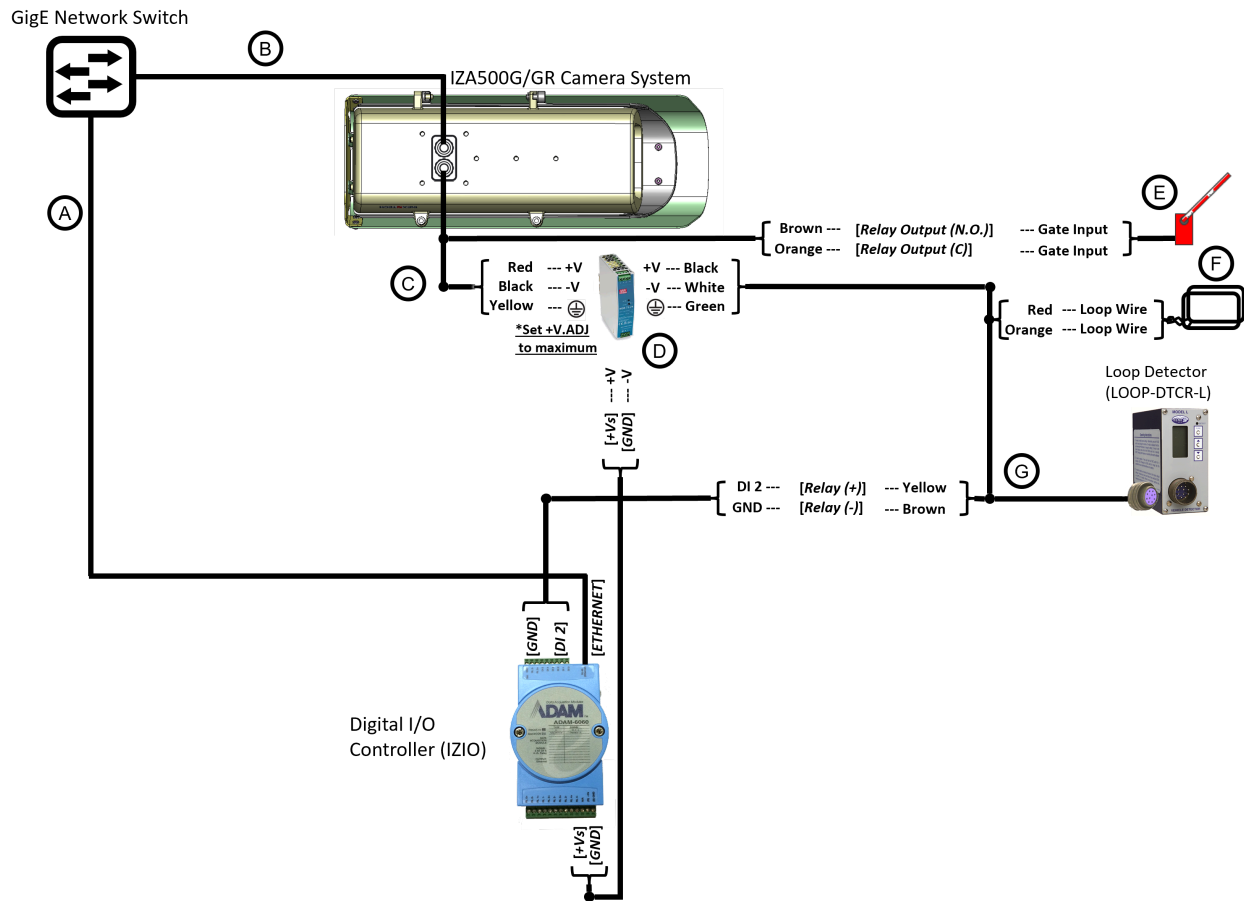 GigE Network Switch
B
IZA500G/GR Camera System
A
E
Brown --- [Relay Output (N.O.)] --- Gate Input
Orange --- [Relay Output (C)] --- Gate Input
F
C
Red --- +V
Black --- -V
Yellow ---
+V --- Black
-V --- White
--- Green
*Set +V.ADJ
to maximum
D
Red --- Loop Wire
Orange --- Loop Wire
Loop Detector
(LOOP-DTCR-L)
MODEL L
[+Vs] --- +V
[GND] --- -V
G
DI 2 --- [Relay (+)] --- Yellow
GND --- [Relay (-)] --- Brown
[GND]
[DI 2]
[ETHERNET]
ADAM
ADAM-6060
Digital I/O
Controller (IZIO)
[+Vs]
[GND]